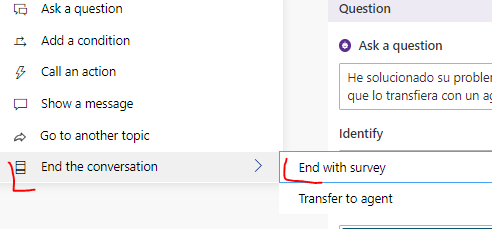 Ask a question
Add a condition
Call an action
Show a message
Go to another topic
End the conversation
End with survey
Transfer to agent
Question
Ask a question
He solucionado su problem
que lo transfiera con un ag
Identify